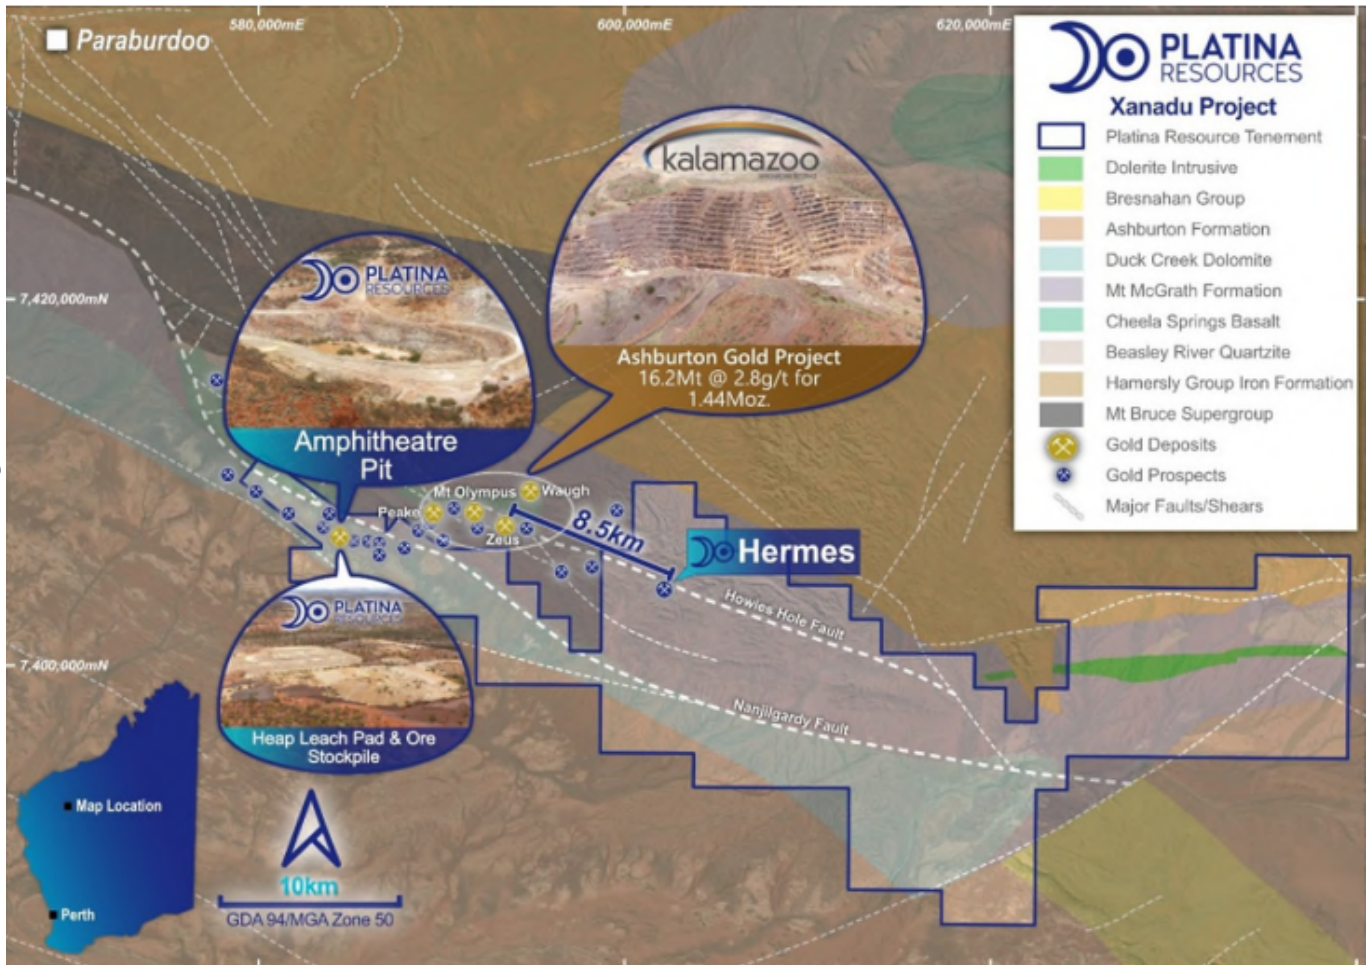 Paraburdoo
580,000mE
600,000mE
620,000mE
7,420,000mN
7,400,000mN
PLATINA
RESOURCES
Xanadu Project
Platina Resource Tenement
Dolerite Intrusive
Bresnahan Group
Ashburton Formation
Duck Creek Dolomite
Mt McGrath Formation
Cheela Springs Basalt
Beasley River Quartzite
Hamersly Group Iron Formation
Mt Bruce Supergroup
Gold Deposits
Gold Prospects
Major Faults/Shears
kalamazoo
Ashburton Gold Project
16.2Mt @ 2.8g/t for
1.44Moz.
PLATINA
RESOURCES
Amphitheatre
Pit
Mt Olympus
Waugh
Peake
Zeus
8.5km
Hermes
Howies Hole Fault
Nanjilgardy Fault
PLATINA
RESOURCES
Heap Leach Pad & Ore
Stockpile
Map Location
Perth
10km
GDA 94/MGA Zone 50